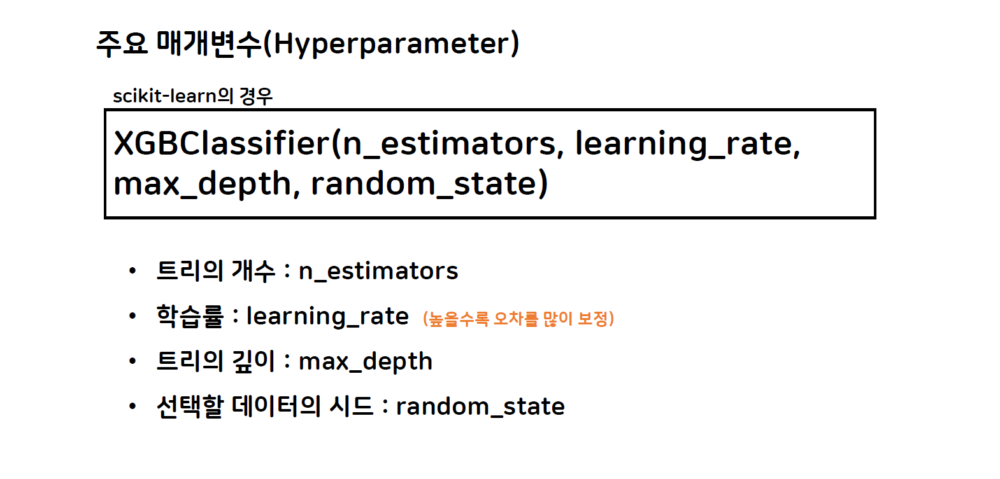 주요 매개변수(Hyperparameter)
scikit-learn의 경우
XGBClassifier(n_estimators, learning_rate,
max_depth, random_state)
• 트리의 개수 : n_estimators
• 학습률 : learning_rate (높을수록 오차를 많이 보정)
• 트리의 깊이 : max_depth
• 선택할 데이터의 시드 : random_state